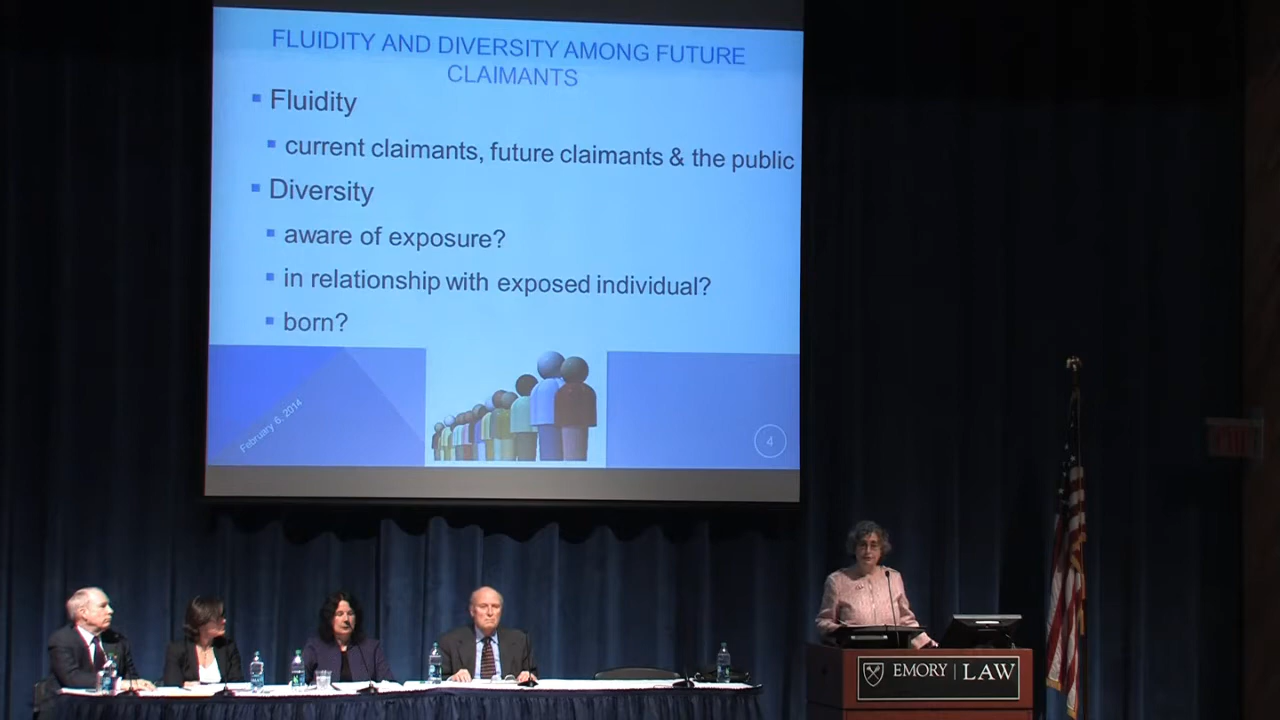 FLUIDITY AND DIVERSITY AMONG FUTURE
CLAIMANTS
Fluidity
current claimants, future claimants & the public
Diversity
aware of exposure?
in relationship with exposed individual?
born?
February 6, 2014
4
EMORY | LAW